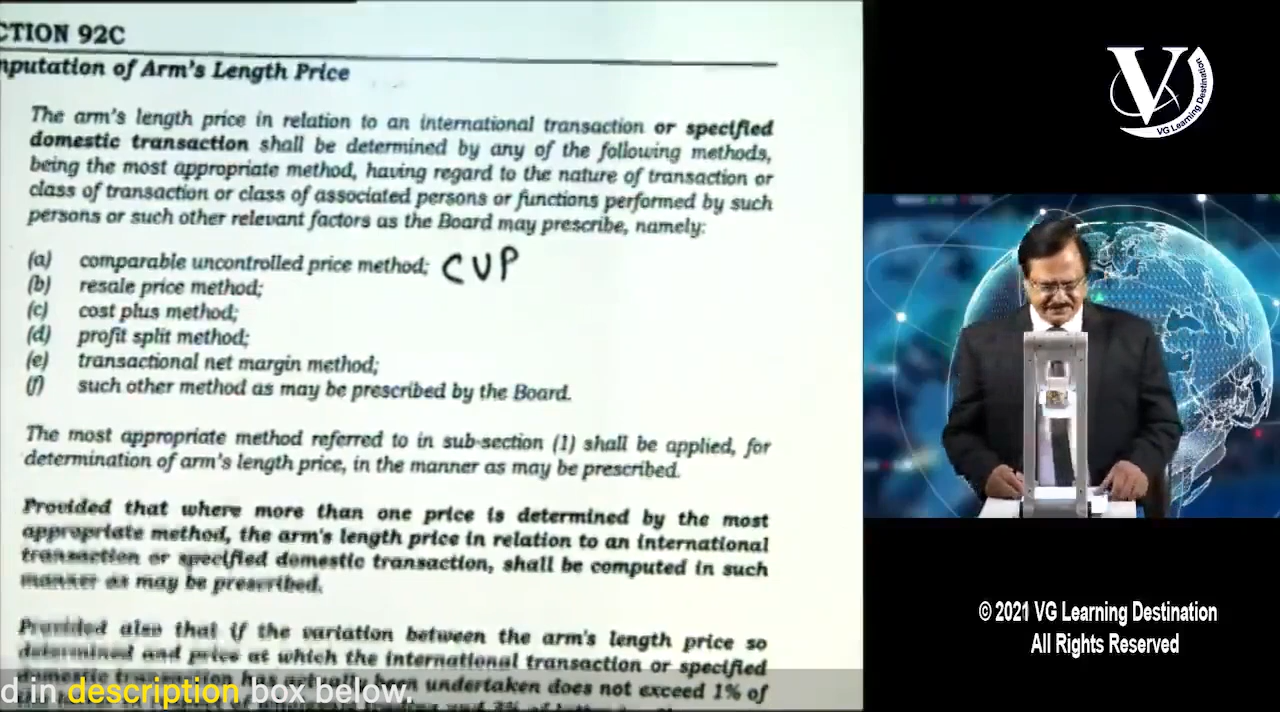 CTION 92C
mputation of Arm's Length Price
The arm's length price in relation to an international transaction or specified
domestic transaction shall be determined by any of the following methods,
being the most appropriate method, having regard to the nature of transaction or
class of transaction or class of associated persons or functions performed by such
persons or such other relevant factors as the Board may prescribe, namely:
(a) comparable uncontrolled price method; CUP
(b) resale price method;
(c) cost plus method;
(d) profit split method;
(e) transactional net margin method;
(f) such other method as may be prescribed by the Board.
The most appropriate method referred to in sub-section (1) shall be applied, for
determination of arm's length price, in the manner as may be prescribed.
Provided that where more than one price is determined by the most
appropriate method, the arm's length price in relation to an international
transaction or specified domestic transaction, shall be computed in such
manner as may be prescribed.
Provided also that if the variation between the arm's length price so
determined and price at which the international transaction or specified
been undertaken does not exceed 1% of
d in description box below.
V
VG Learning Destination
© 2021 VG Learning Destination
All Rights Reserved